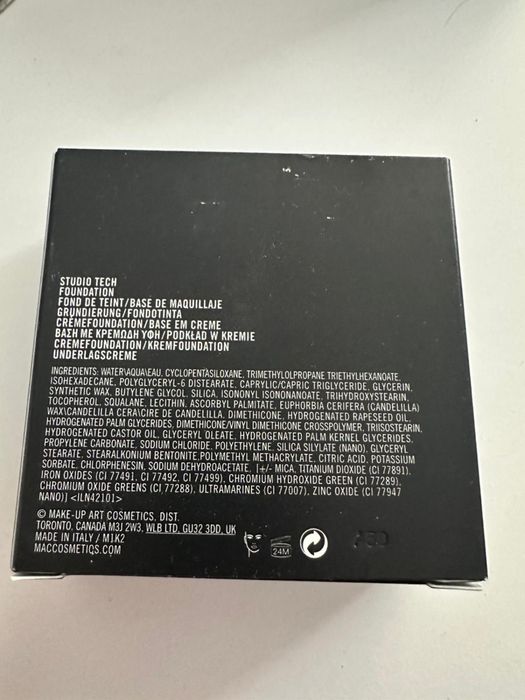 STUDIO TECH
FOUNDATION
FOND DE TEINT/BASE DE MAQUILLAJE
GRUNDIERUNG/FONDOTINTA
CRÈMEFOUNDATION/BASE EM CREME
ΒΑΣΗ ΜΕ ΚΡΕΜΩΔΗ ΥΦΗ/PODKŁAD W KREMIE
CREMEFOUNDATION/KREMFOUNDATION
UNDERLAGSCREME
INGREDIENTS: WATER\AQUA\EAU, CYCLOPENTASILOXANE, TRIMETHYLOLPROPANE TRIETHYLHEXANOATE,
ISOHEXADECANE, POLYGLYCERYL-6 DISTEARATE, CAPRYLIC/CAPRIC TRIGLYCERIDE, GLYCERIN,
SYNTHETIC WAX, BUTYLENE GLYCOL, SILICA, ISONONYL ISONONANOATE, TRIHYDROXYSTEARIN,
TOCOPHEROL, SQUALANE, LECITHIN, ASCORBYL PALMITATE, EUPHORBIA CERIFERA (CANDELILLA)
WAX\CANDELILLA CERA\CIRE DE CANDELILLA, DIMETHICONE, HYDROGENATED RAPESEED OIL,
HYDROGENATED PALM GLYCERIDES, DIMETHICONE/VINYL DIMETHICONE CROSSPOLYMER, TRIISOSTEARIN,
HYDROGENATED CASTOR OIL, GLYCERYL OLEATE, HYDROGENATED PALM KERNEL GLYCERIDES,
PROPYLENE CARBONATE, SODIUM CHLORIDE, POLYETHYLENE, SILICA SILYLATE (NANO), GLYCERYL
STEARATE, STEARALKONIUM BENTONITE, POLYMETHYL METHACRYLATE, CITRIC ACID, POTASSIUM
SORBATE, CHLORPHENESIN, SODIUM DEHYDROACETATE, [+/- MICA, TITANIUM DIOXIDE (CI 77891),
IRON OXIDES (CI 77491, CI 77492, CI 77499), CHROMIUM HYDROXIDE GREEN (CI 77289),
CHROMIUM OXIDE GREENS (CI 77288), ULTRAMARINES (CI 77007), ZINC OXIDE (CI 77947
NANO)] <ILN42101>
© MAKE-UP ART COSMETICS, DIST.
TORONTO, CANADA M3J 2W3, WLB LTD, GU32 3DD, UK
MADE IN ITALY / M1K2
MACCOSMETICS.COM
24M